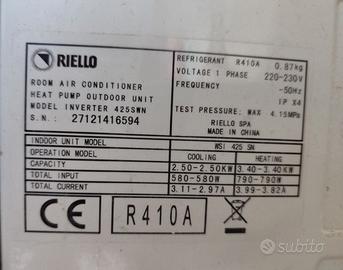 RIELLO
ROOM AIR CONDITIONER
HEAT PUMP OUTDOOR UNIT
MODEL INVERTER 425SWN
S.N.: 27121416594
REFRIGERANT R410A 0.87kg
VOLTAGE 1 PHASE 220-230V
FREQUENCY ~50Hz
IP X4
TEST PRESSURE: MAX 4.15MPa
RIELLO SPA
MADE IN CHINA
INDOOR UNIT MODEL WSI 425 SN
OPERATION MODEL COOLING HEATING
CAPACITY 2.50-2.50KW 3.40-3.40KW
TOTAL INPUT 580-580W 790-790W
TOTAL CURRENT 3.11-2.97A 3.99-3.82A
CE R410A
subito